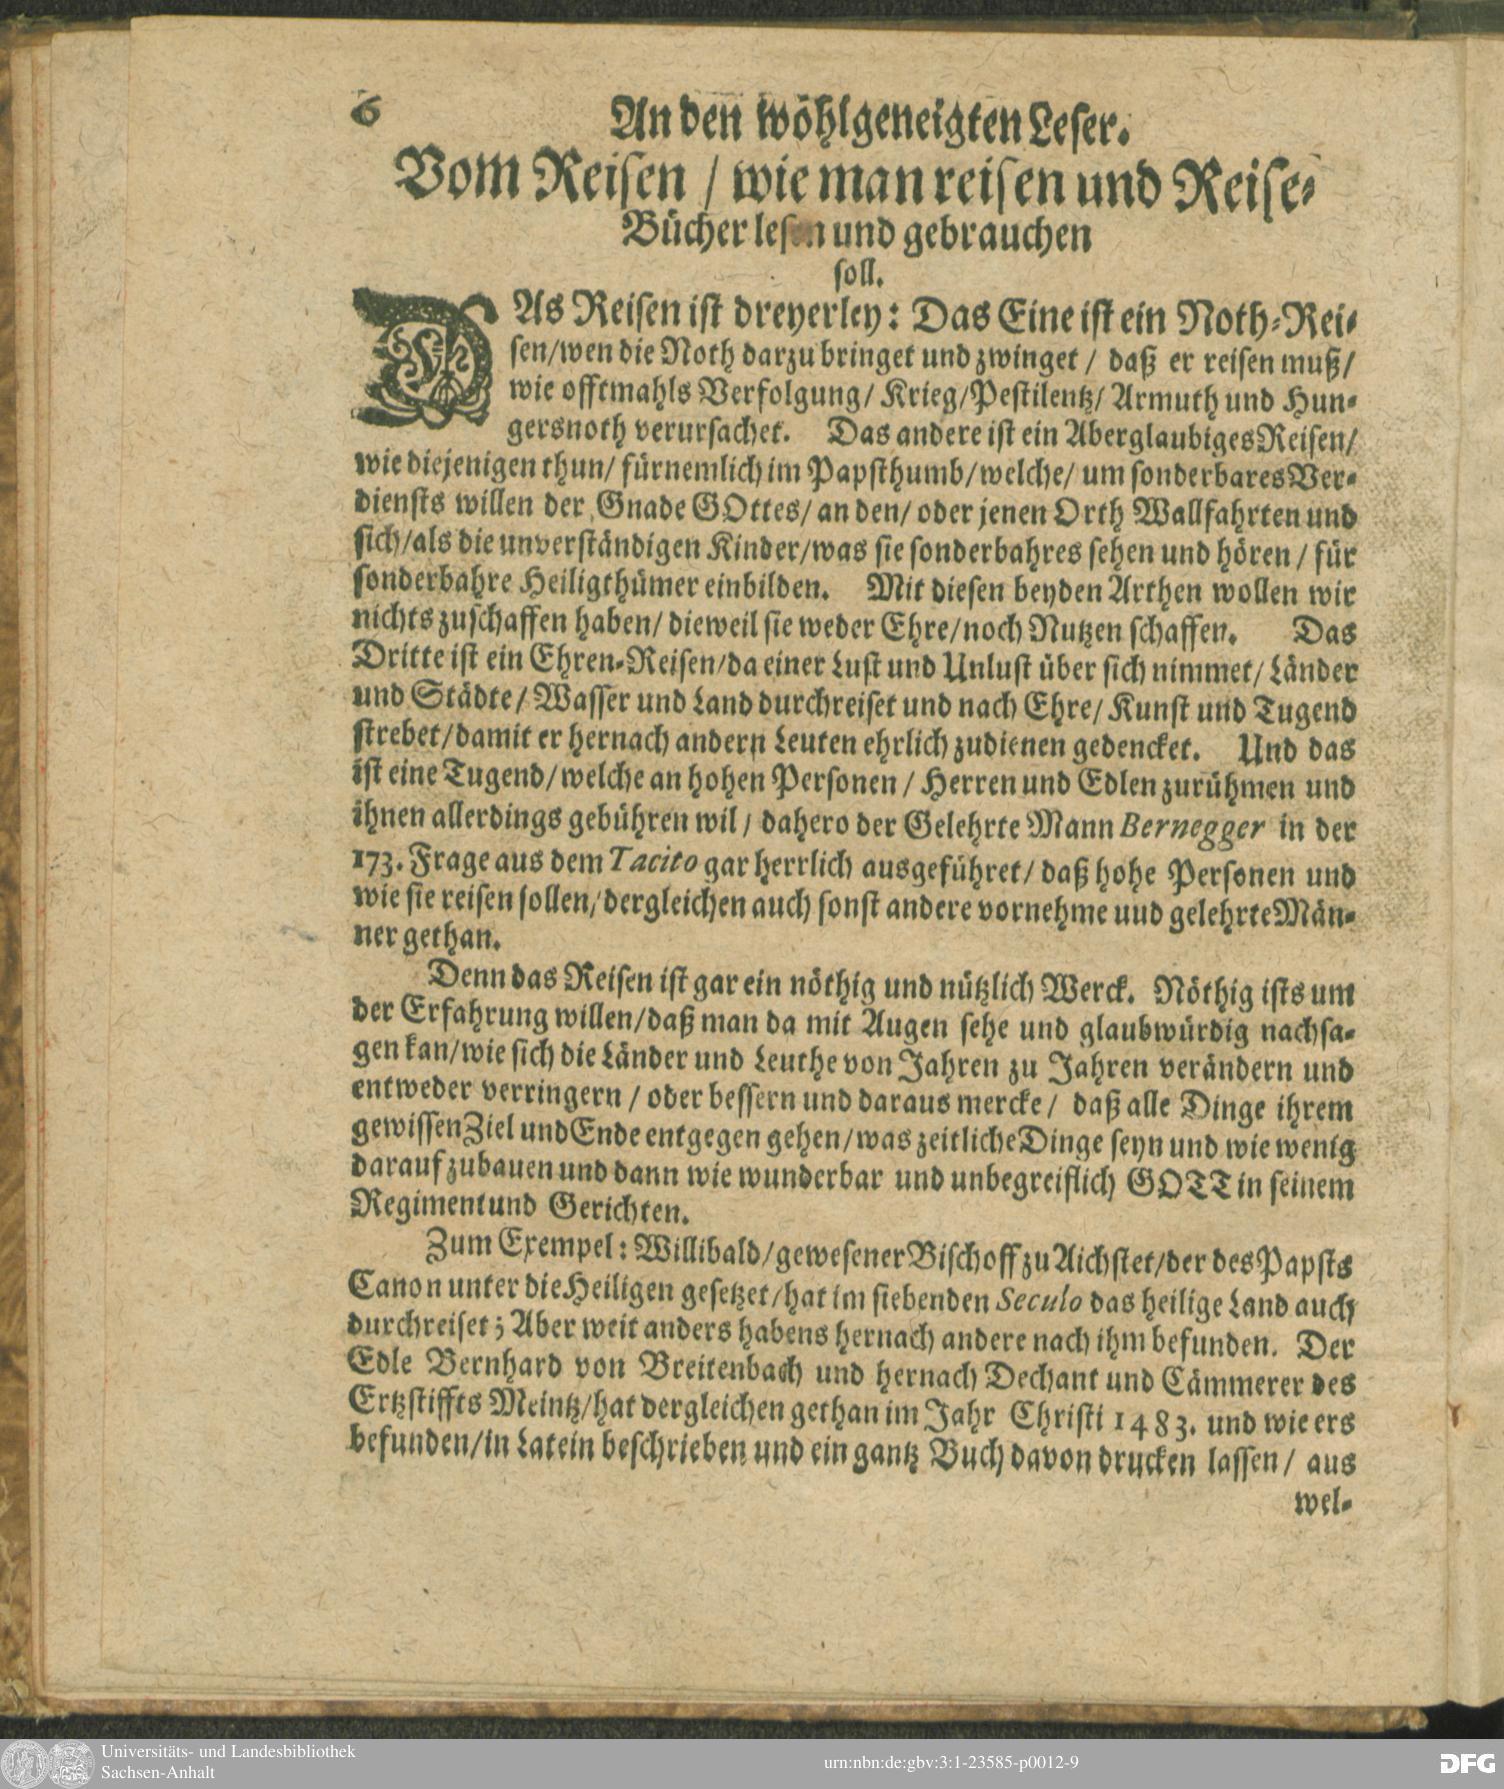 6
An den wohlgeneigten Leser.
Vom Reisen / wie man reisen und Reise-
Bücher lesen und gebrauchen
soll.
DAs Reisen ist dreyerley: Das Eine ist ein Noth-Rei-
sen/wen die Noth darzu bringet und zwinget / daß er reisen muß/
wie offtmahls Verfolgung/ Krieg/Pestilentz/ Armuth und Hun-
gersnoth verursachet. Das andere ist ein Aberglaubiges Reisen/
wie diejenigen thun/ fürnemlich im Papsthumb/welche/ um sonderbares Ver-
diensts willen der Gnade GOttes/ an den/ oder jenen Orth Wallfahrten und
sich/als die unverständigen Kinder/was sie sonderbahres sehen und hören / für
sonderbahre Heiligthümer einbilden. Mit diesen beyden Arthen wollen wir
nichts zuschaffen haben/ dieweil sie weder Ehre/noch Nutzen schaffen. Das
Dritte ist ein Ehren-Reisen/da einer Lust und Unlust über sich nimmet/ Länder
und Städte/ Wasser und Land durchreiset und nach Ehre/ Kunst und Tugend
strebet/damit er hernach andern Leuten ehrlich zudienen gedencket. Und das
ist eine Tugend/welche an hohen Personen / Herren und Edlen zurühmen und
ihnen allerdings gebühren wil / dahero der Gelehrte Mann Bernegger in der
173. Frage aus dem Tacito gar herrlich ausgeführet/ daß hohe Personen und
wie sie reisen sollen/ dergleichen auch sonst andere vornehme uud gelehrte Män-
ner gethan.
Denn das Reisen ist gar ein nöthig und nützlich Werck. Nöthig ists um
der Erfahrung willen/daß man da mit Augen sehe und glaubwürdig nachsa-
gen kan/wie sich die Länder und Leuthe von Jahren zu Jahren verändern und
entweder verringern / oder bessern und daraus mercke / daß alle Dinge ihrem
gewissen Ziel und Ende entgegen gehen/was zeitliche Dinge seyn und wie wenig
darauf zubauen und dann wie wunderbar und unbegreiflich GOTT in seinem
Regiment und Gerichten.
Zum Exempel: Willibald/gewesener Bischoff zu Aichstet/der des Papsts
Canon unter die Heiligen gesetzet/hat im siebenden Seculo das heilige Land auch
durchreiset; Aber weit anders habens hernach andere nach ihm befunden. Der
Edle Bernhard von Breitenbach und hernach Dechant und Cämmerer des
Ertzstiffts Meintz/hat dergleichen gethan im Jahr Christi 1483. und wie ers
befunden/in Latein beschrieben und ein gantz Buch davon drucken lassen/ aus
wel-
Universitäts- und Landesbibliothek
Sachsen-Anhalt
urn:nbn:de:gbv:3:1-23585-p0012-9
DFG